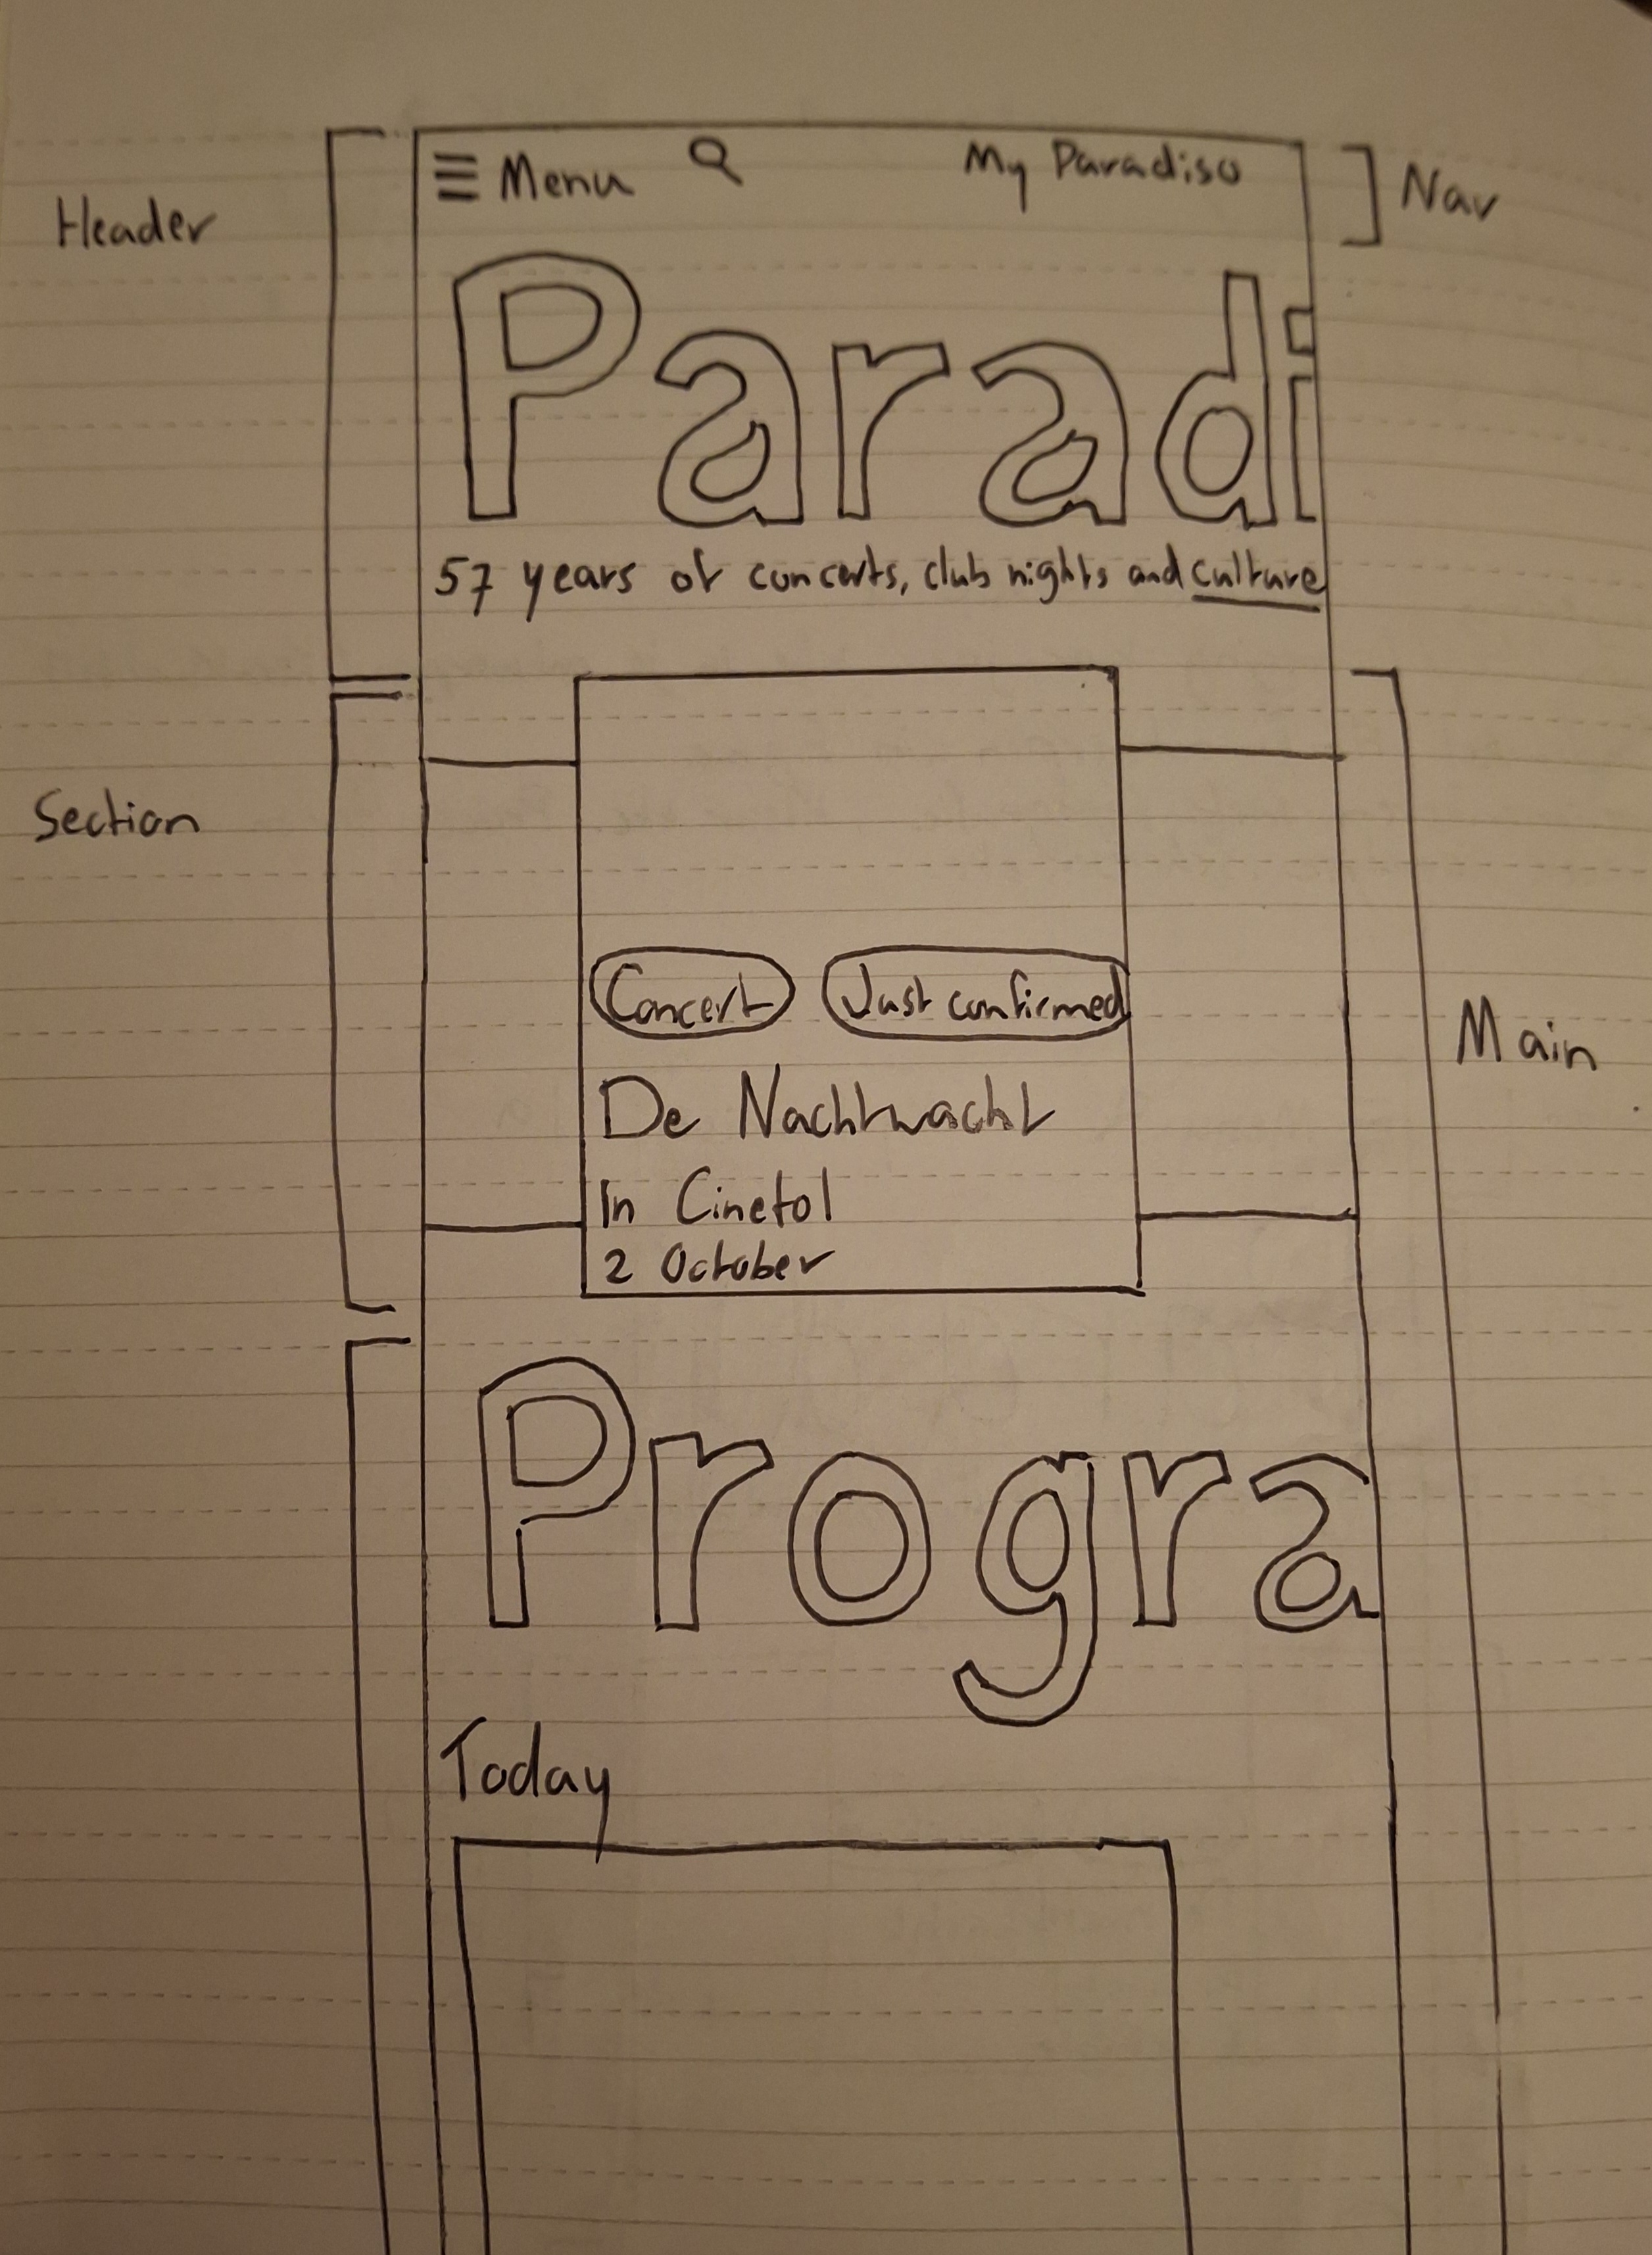 Menu My Paradiso
Nav
Header
Paradi
57 years of concerts, club nights and culture
Section
Concert Just confirmed
Main
De Nachtwacht
In Cinetol
2 October
Progra
Today